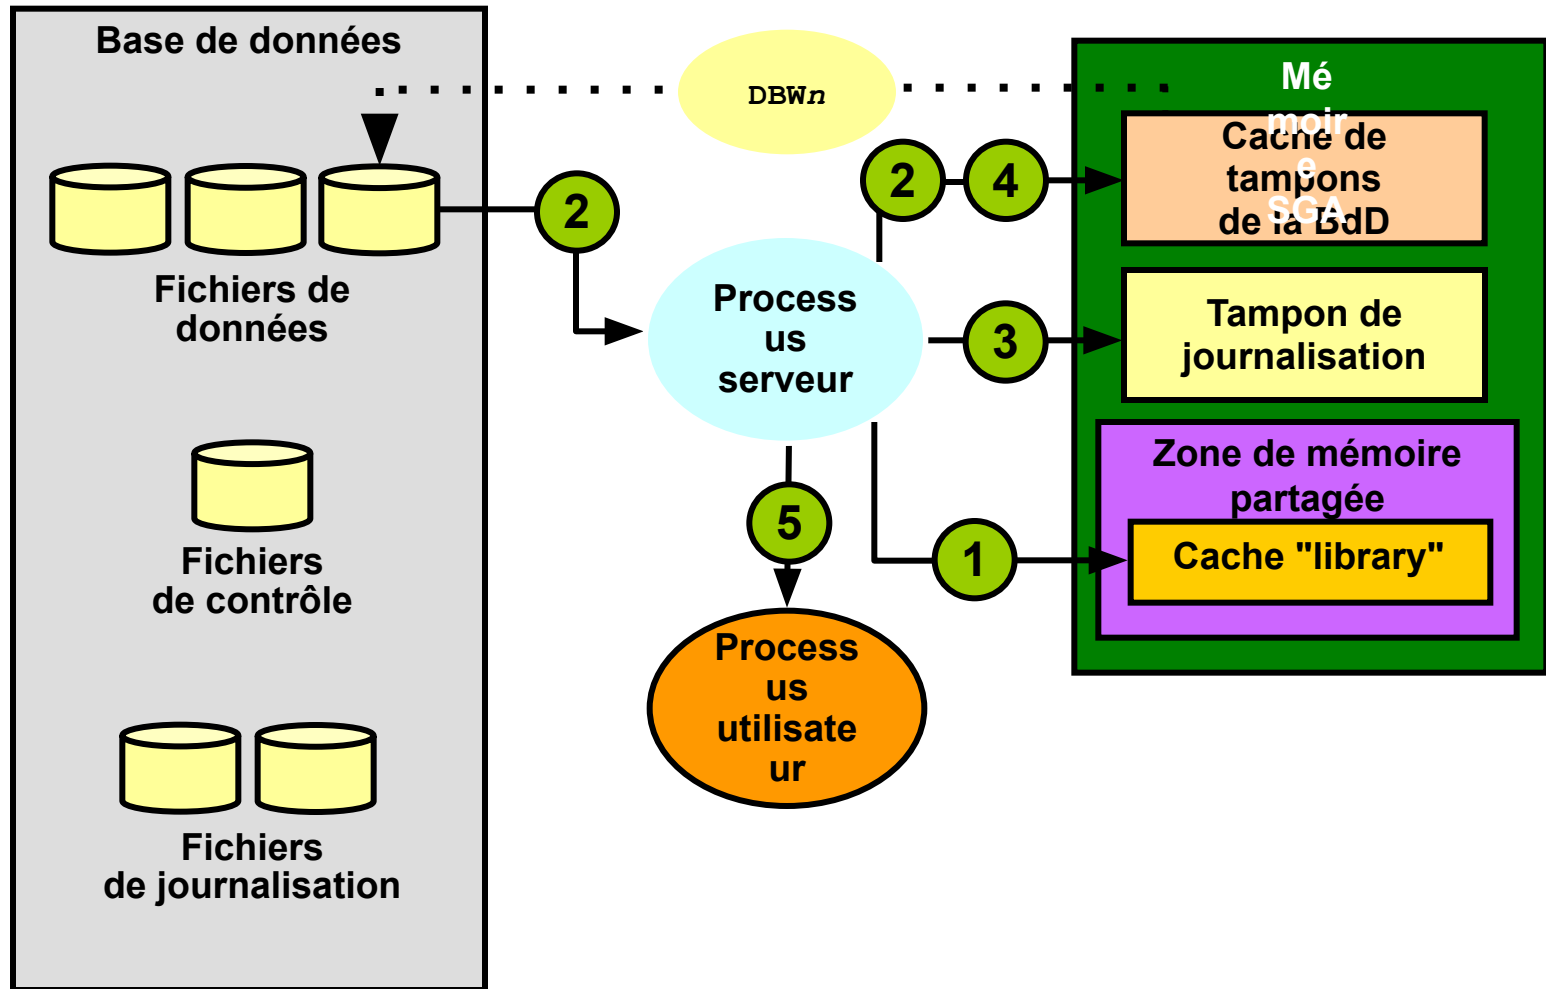 Base de données
DBWn
Mé
moir
e
SGA
Cache de
tampons
de la BdD
2
2
4
Fichiers de
données
Process
us
serveur
3
Tampon de
journalisation
Zone de mémoire
partagée
5
1
Cache "library"
Fichiers
de contrôle
Process
us
utilisate
ur
Fichiers
de journalisation